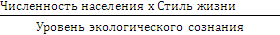 Численность населения х Стиль жизни
Уровень экологического сознания